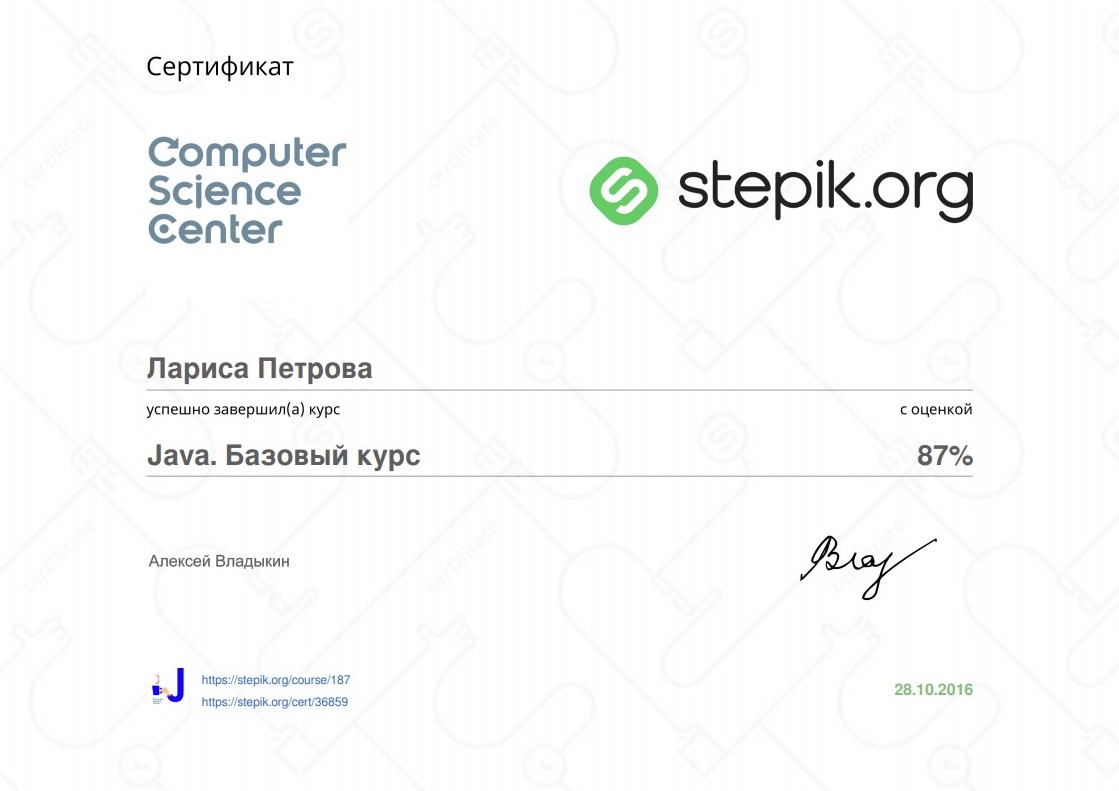 Сертификат
Computer
Science
Center
stepik.org
Лариса Петрова
успешно завершил(а) курс
с оценкой
Java. Базовый курс
87%
Алексей Владыкин
J
https://stepik.org/course/187
https://stepik.org/cert/36859
28.10.2016